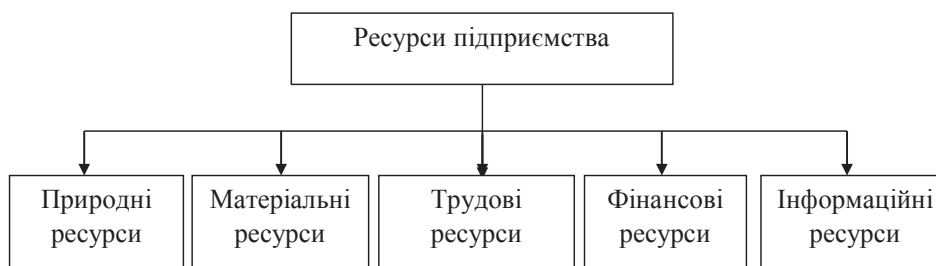 Ресурси підприємства
Природні
ресурси
Матеріальні
ресурси
Трудові
ресурси
Фінансові
ресурси
Інформаційні
ресурси